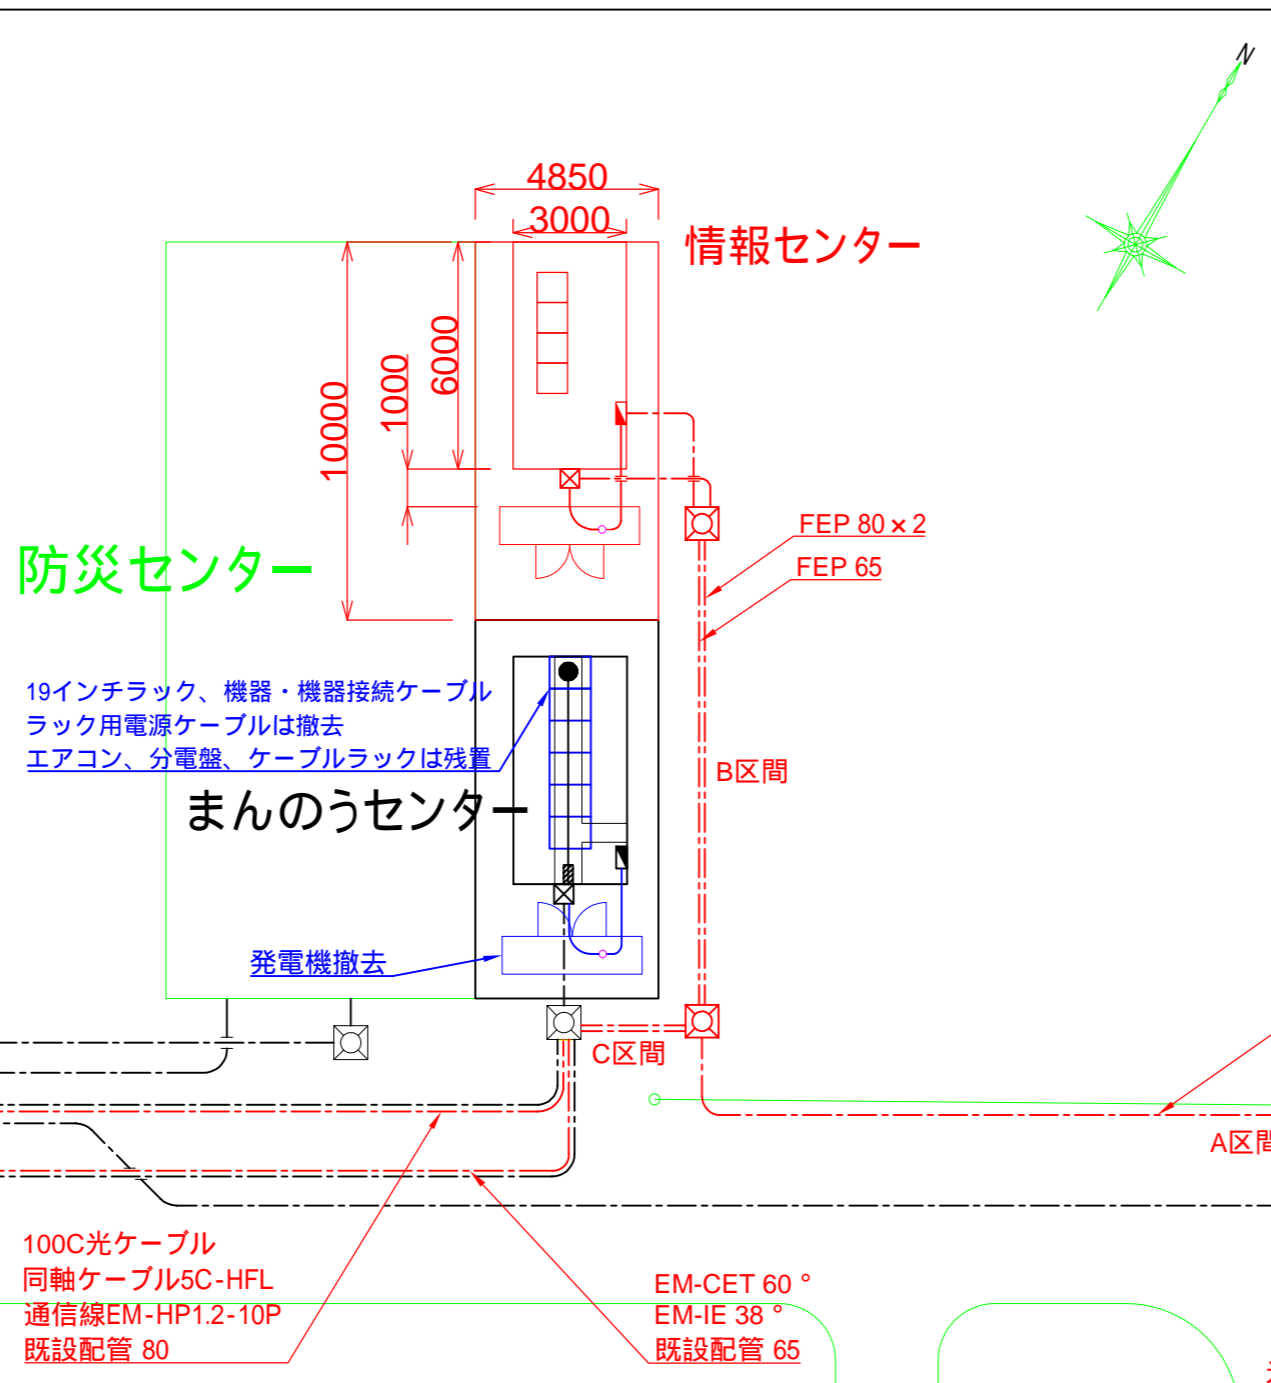 N
4850
3000
情報センター
6000
1000
10000
FEP 80×2
FEP 65
防災センター
19インチラック、機器・機器接続ケーブル
ラック用電源ケーブルは撤去
エアコン、分電盤、ケーブルラックは残置
B区間
まんのうセンター
発電機撤去
C区間
A区間
100C光ケーブル
同軸ケーブル5C-HFL
通信線EM-HP1.2-10P
既設配管 80
EM-CET 60 °
EM-IE 38 °
既設配管 65